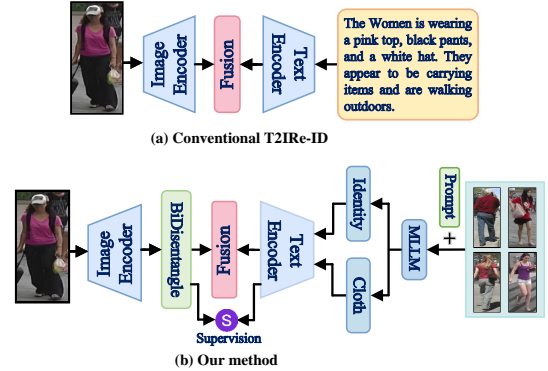 Image
Encoder
Fusion
Text
Encoder
The Women is wearing
a pink top, black pants,
and a white hat. They
appear to be carrying
items and are walking
outdoors.
(a) Conventional T2IRe-ID
Image
Encoder
BiDisentangle
Fusion
Text
Encoder
Identity
Cloth
MLLM
Prompt
+
S
Supervision
(b) Our method